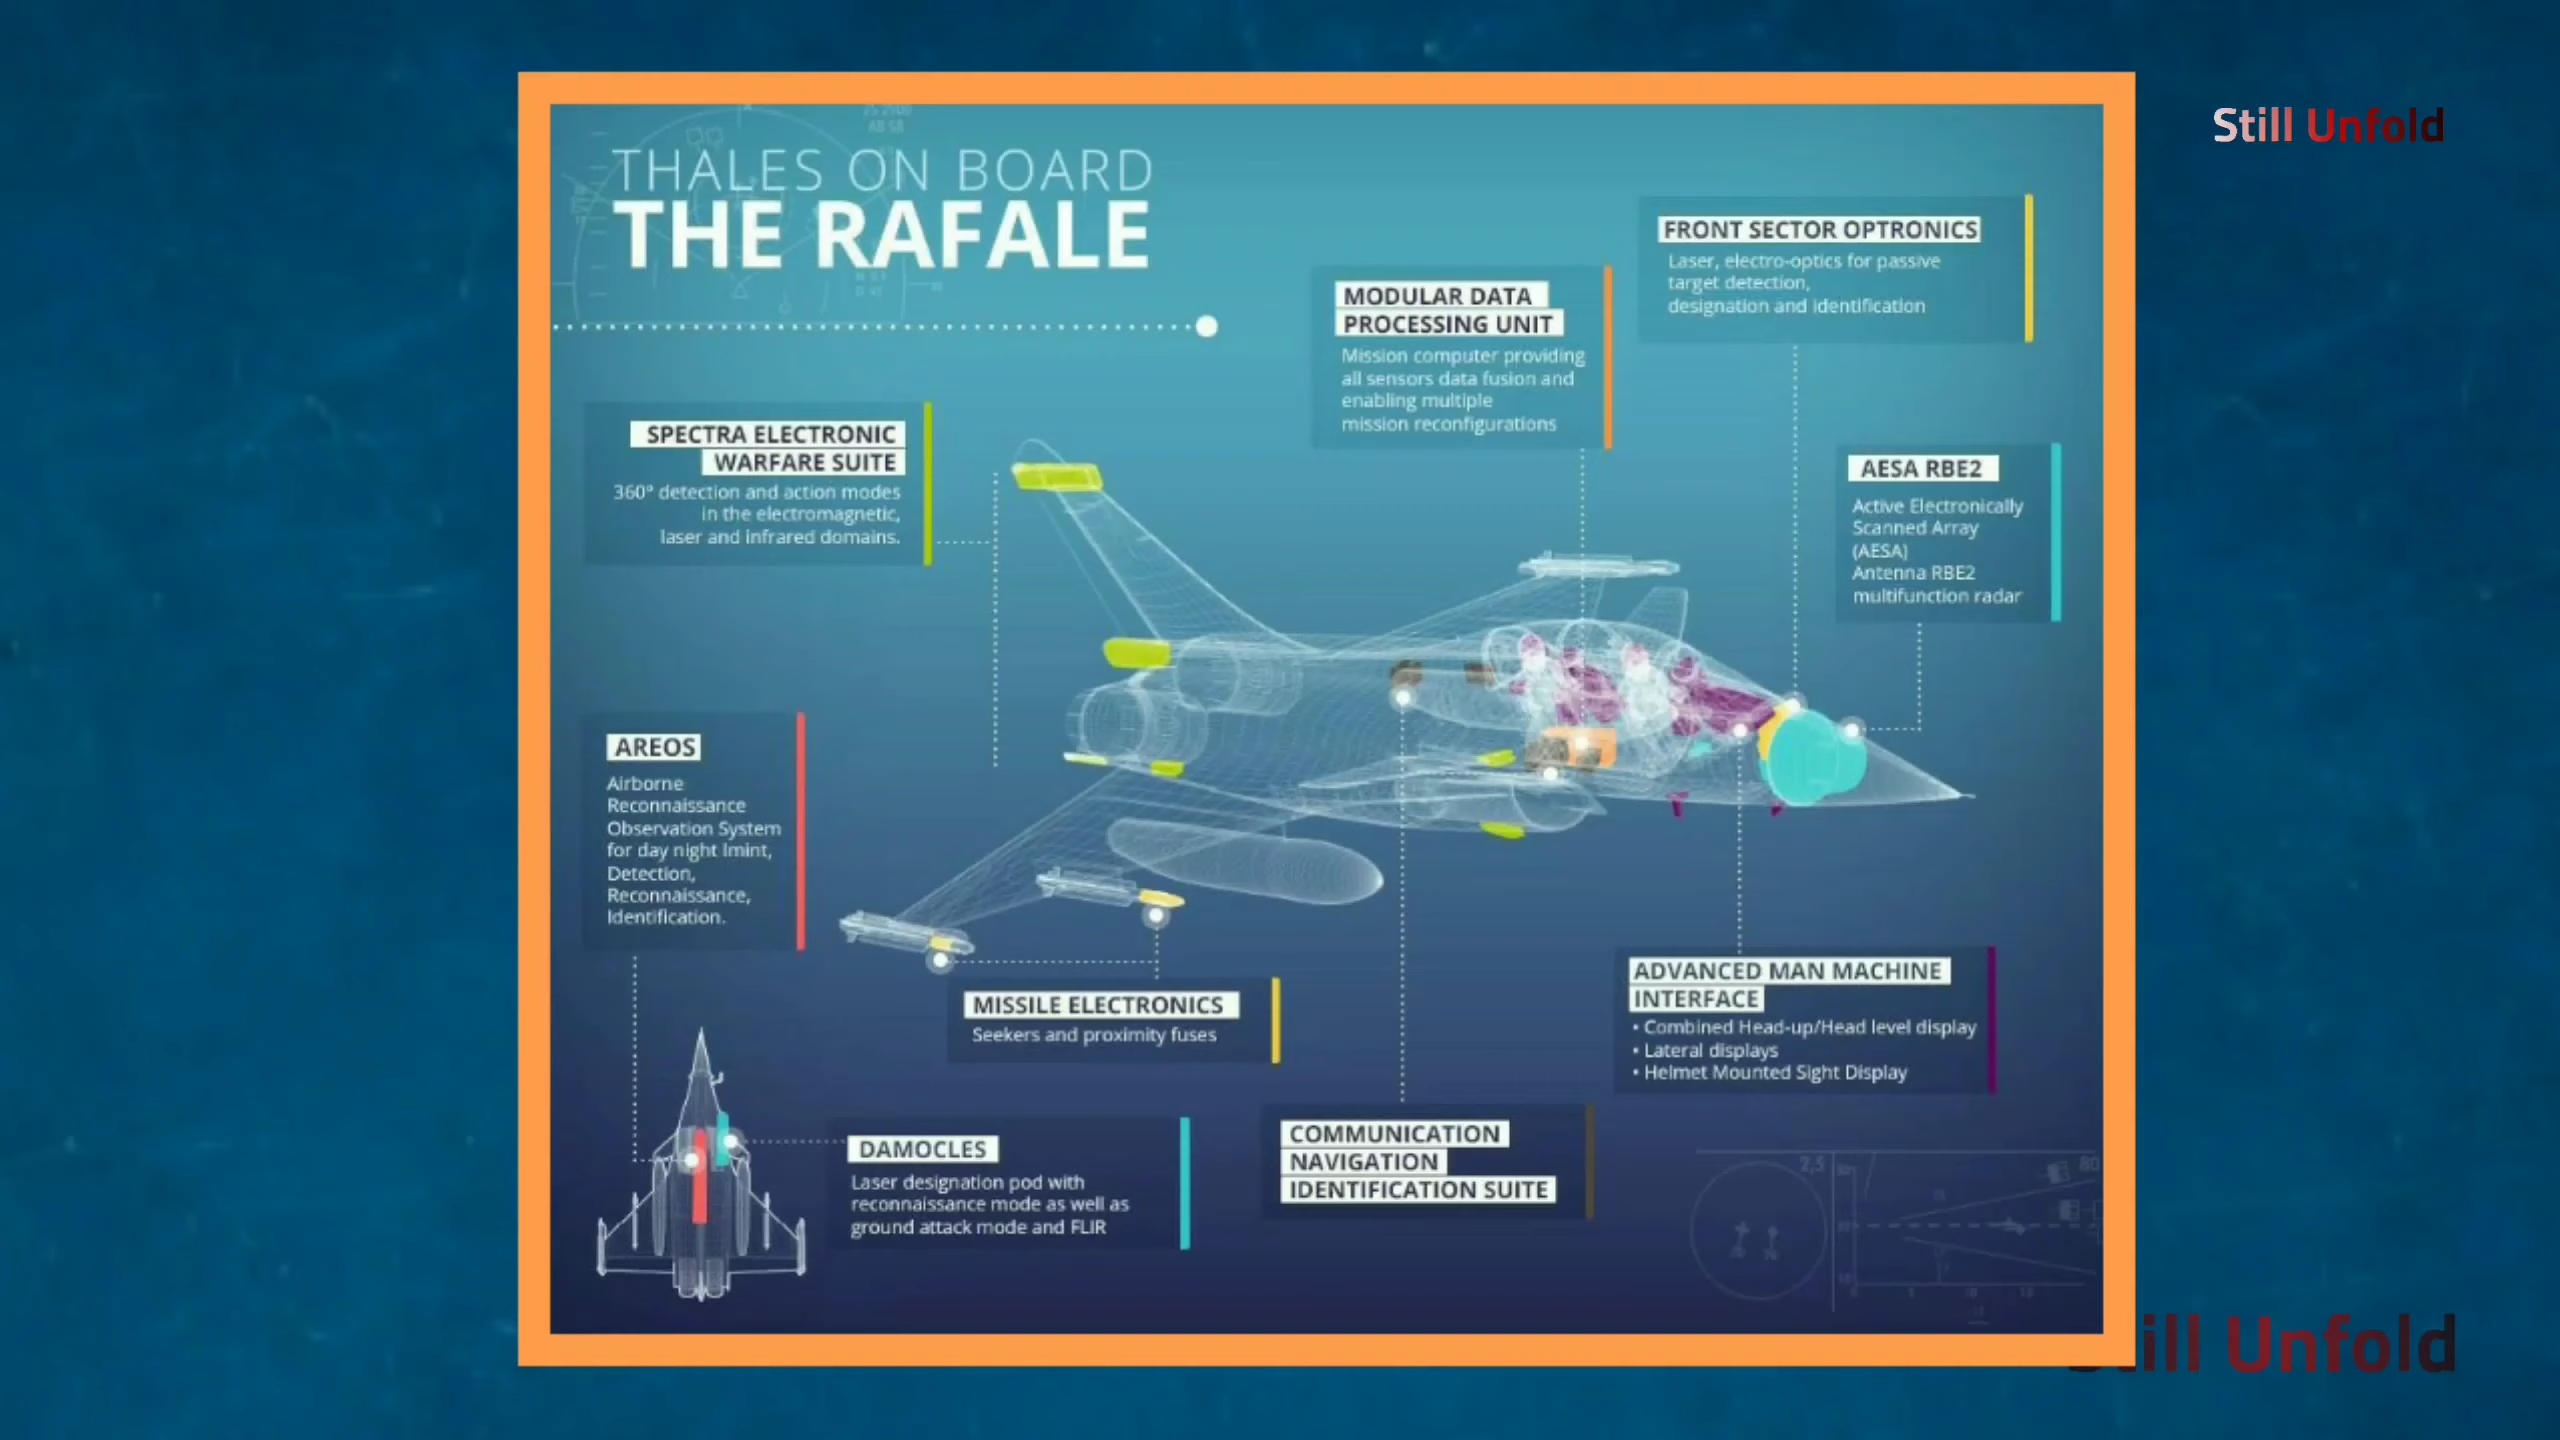 Still Unfold
THALES ON BOARD
THE RAFALE
FRONT SECTOR OPTRONICS
Laser, electro-optics for passive
target detection,
designation and identification
MODULAR DATA
PROCESSING UNIT
Mission computer providing
all sensors data fusion and
enabling multiple
mission reconfigurations
SPECTRA ELECTRONIC
WARFARE SUITE
360° detection and action modes
in the electromagnetic,
laser and infrared domains.
AESA RBE2
Active Electronically
Scanned Array
(AESA)
Antenna RBE2
multifunction radar
AREOS
Airborne
Reconnaissance
Observation System
for day night Imint,
Detection,
Reconnaissance,
Identification.
MISSILE ELECTRONICS
Seekers and proximity fuses
ADVANCED MAN MACHINE
INTERFACE
• Combined Head-up/Head level display
• Lateral displays
• Helmet Mounted Sight Display
DAMOCLES
Laser designation pod with
reconnaissance mode as well as
ground attack mode and FLIR
COMMUNICATION
NAVIGATION
IDENTIFICATION SUITE
2,5
80
Unfold